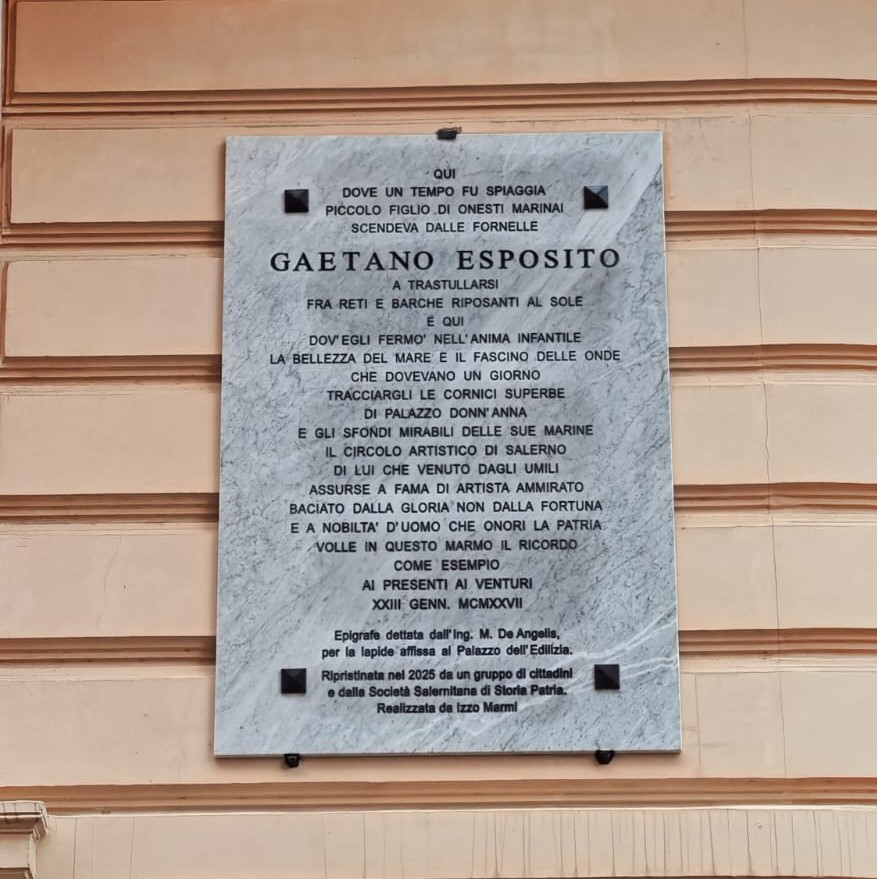 QUI
DOVE UN TEMPO FU SPIAGGIA
PICCOLO FIGLIO DI ONESTI MARINAI
SCENDEVA DALLE FORNELLE
GAETANO ESPOSITO
A TRASTULLARSI
FRA RETI E BARCHE RIPOSANTI AL SOLE
E QUI
DOV'EGLI FERMO' NELL'ANIMA INFANTILE
LA BELLEZZA DEL MARE E IL FASCINO DELLE ONDE
CHE DOVEVANO UN GIORNO
TRACCIARGLI LE CORNICI SUPERBE
DI PALAZZO DONN'ANNA
E GLI SFONDI MIRABILI DELLE SUE MARINE
IL CIRCOLO ARTISTICO DI SALERNO
DI LUI CHE VENUTO DAGLI UMILI
ASSURSE A FAMA DI ARTISTA AMMIRATO
BACIATO DALLA GLORIA NON DALLA FORTUNA
E A NOBILTA' D'UOMO CHE ONORI LA PATRIA
VOLLE IN QUESTO MARMO IL RICORDO
COME ESEMPIO
AI PRESENTI AI VENTURI
XXIII GENN. MCMXXVII
Epigrafe dettata dall'Ing. M. De Angelis,
per la lapide affissa al Palazzo dell'Edilizia.
Ripristinata nel 2025 da un gruppo di cittadini
e dalla Società Salernitana di Storia Patria.
Realizzata da Izzo Marmi